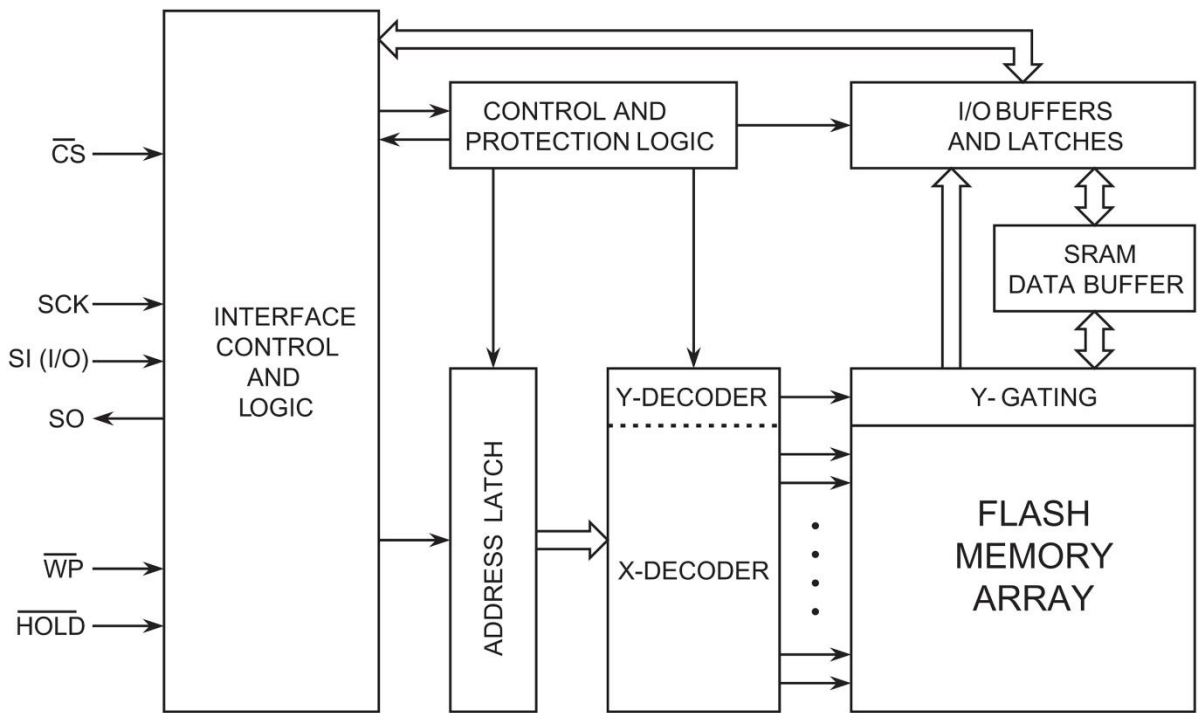 CS
SCK
SI (I/O)
SO
WP
HOLD
INTERFACE
CONTROL
AND
LOGIC
CONTROL AND
PROTECTION LOGIC
I/O BUFFERS
AND LATCHES
SRAM
DATA BUFFER
ADDRESS LATCH
Y-DECODER
X-DECODER
Y- GATING
FLASH
MEMORY
ARRAY